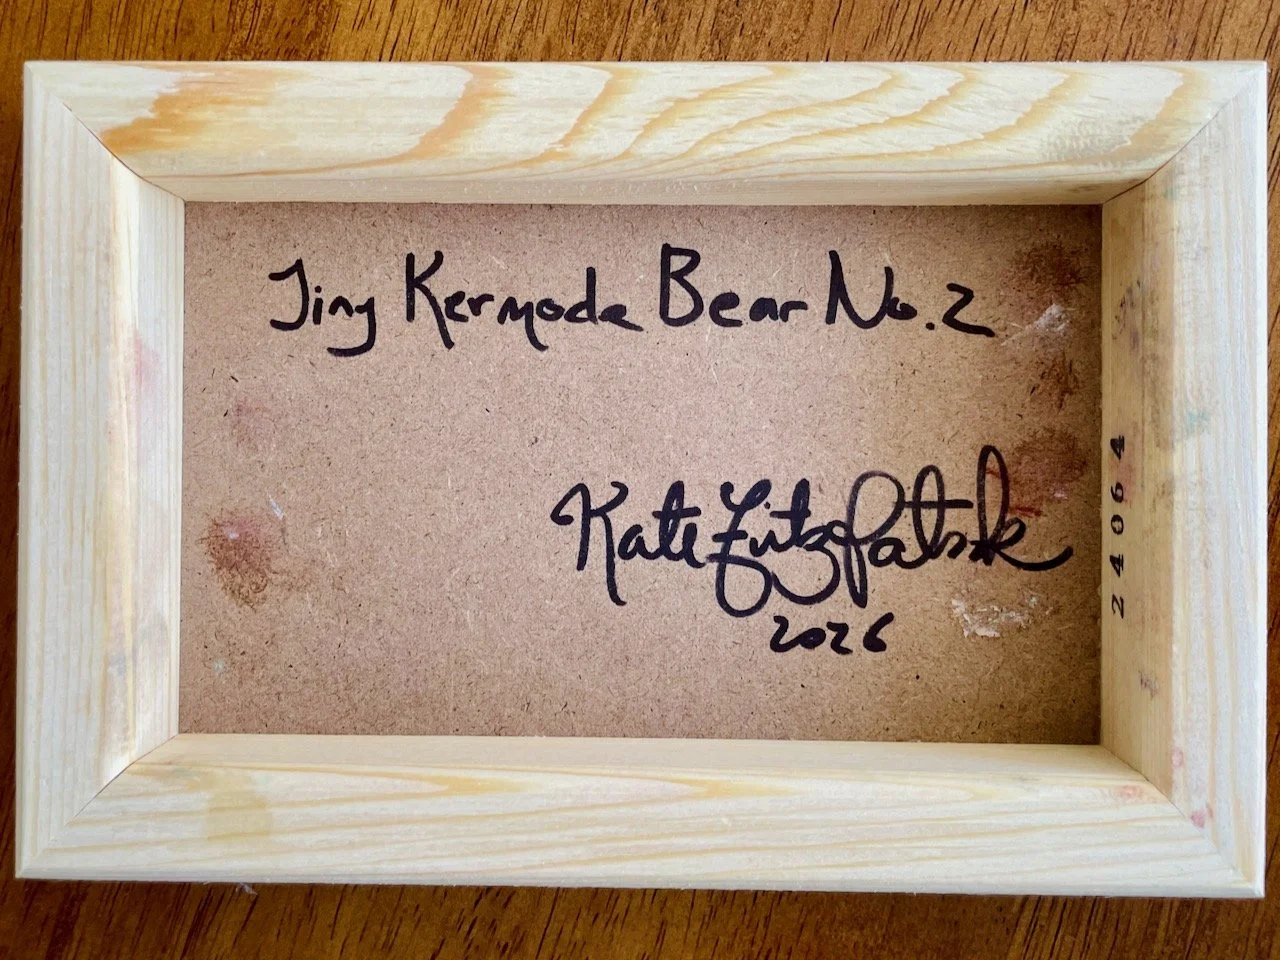 Tiny Kermode Bear No. 2
Kate Fitzpatrick
2026
24064